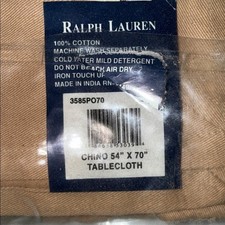 RALPH LAUREN
100% COTTON
MACHINE WASH SEPARATELY
COLD WATER MILD DETERGENT
DO NOT BLEACH AIR DRY
IRON TOUCH UP
MADE IN INDIA RN
3585PO70
CHINO 54" X 70"
TABLECLOTH